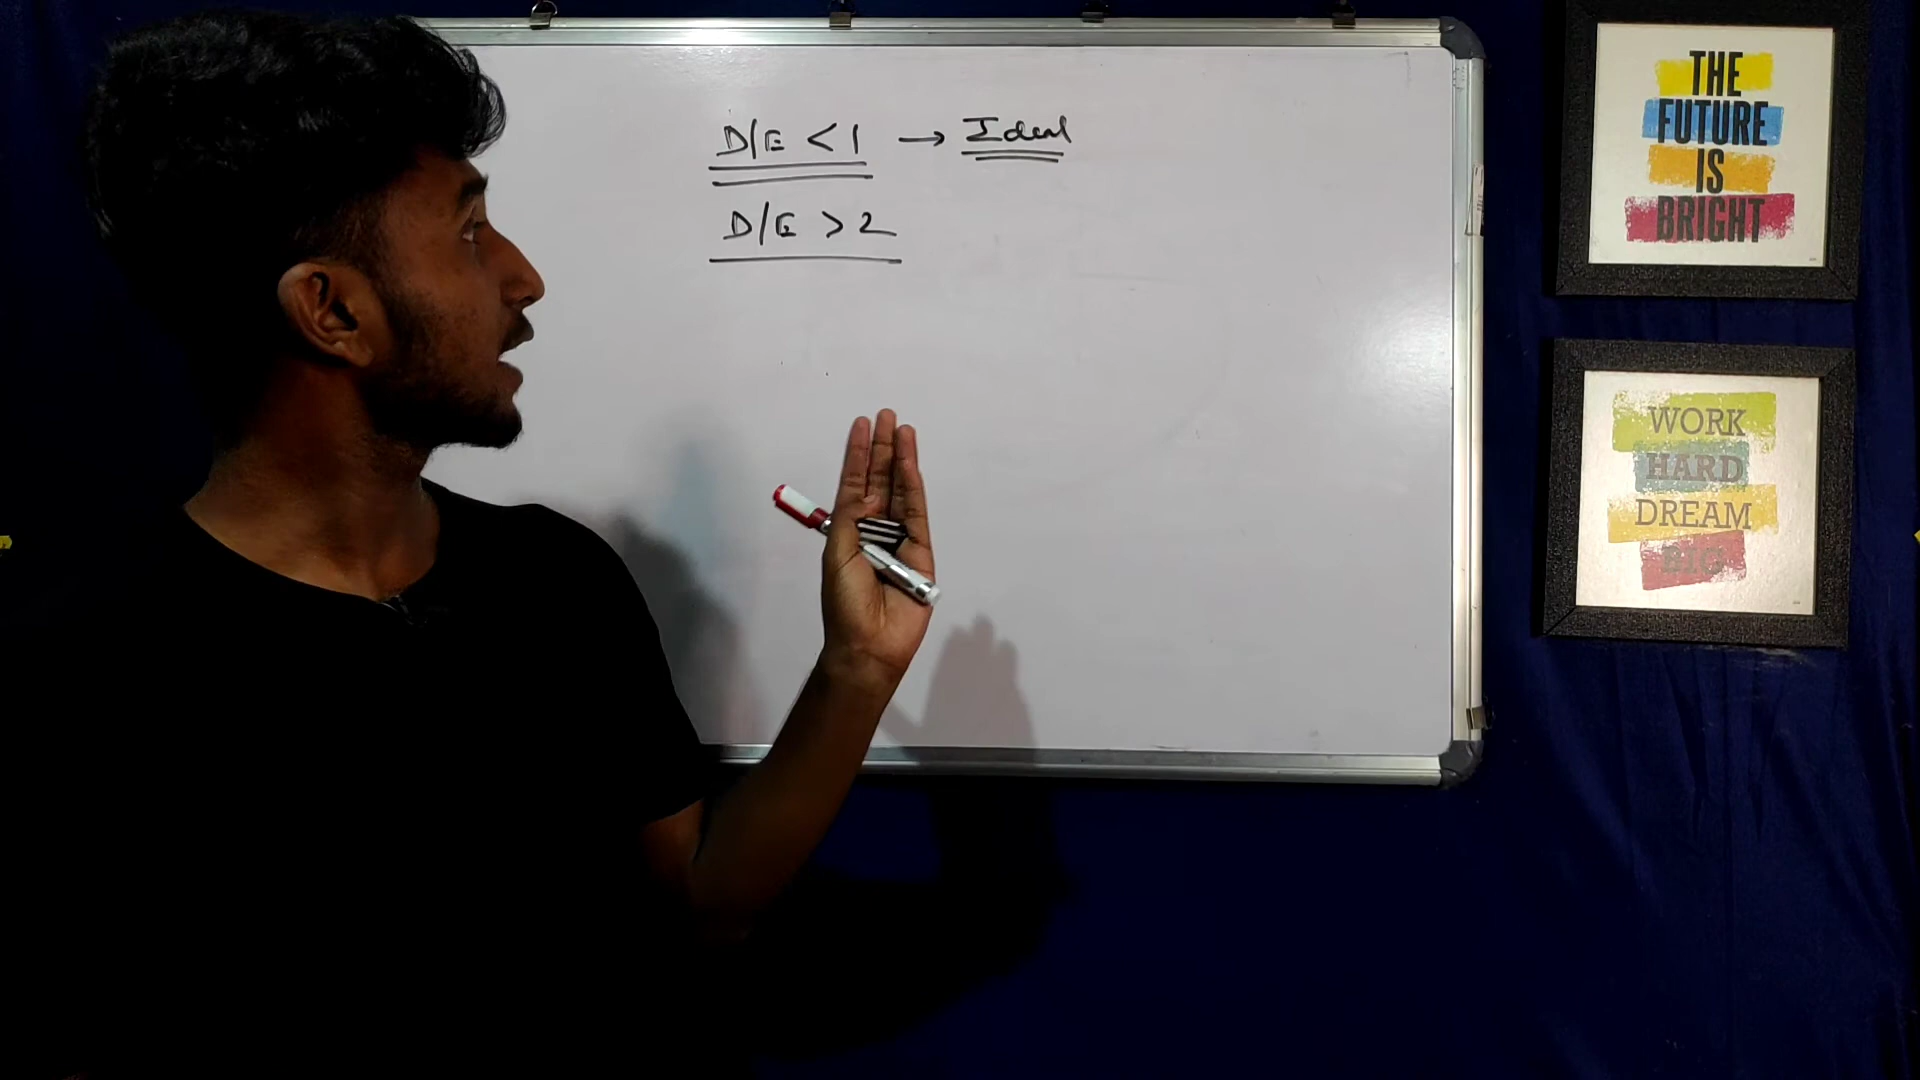 D/E < 1 → Ideal
D/E > 2
THE
FUTURE
IS
BRIGHT
WORK
HARD
DREAM
BIG